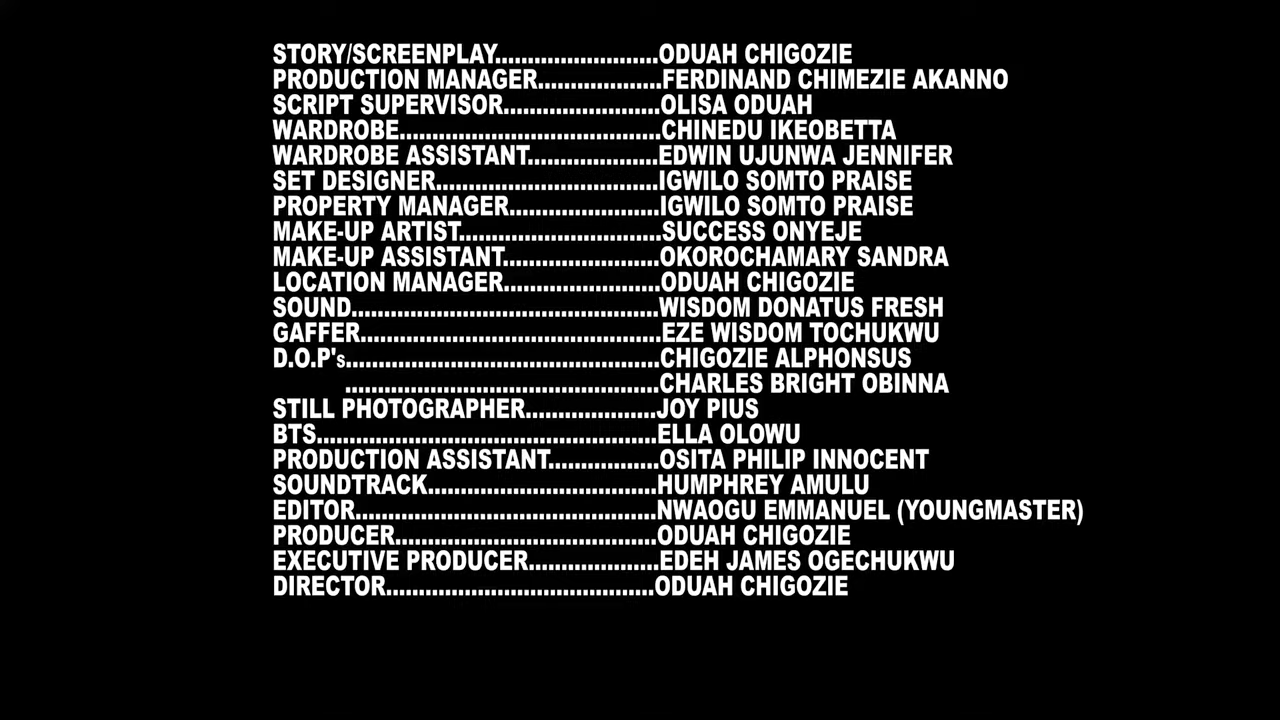 STORY/SCREENPLAY.........................ODUAH CHIGOZIE
PRODUCTION MANAGER...................FERDINAND CHIMEZIE AKANNO
SCRIPT SUPERVISOR........................OLISA ODUAH
WARDROBE........................................CHINEDU IKEOBETTA
WARDROBE ASSISTANT....................EDWIN UJUNWA JENNIFER
SET DESIGNER..................................IGWILO SOMTO PRAISE
PROPERTY MANAGER.......................IGWILO SOMTO PRAISE
MAKE-UP ARTIST...............................SUCCESS ONYEJE
MAKE-UP ASSISTANT........................OKOROCHAMARY SANDRA
LOCATION MANAGER........................ODUAH CHIGOZIE
SOUND...............................................WISDOM DONATUS FRESH
GAFFER..............................................EZE WISDOM TOCHUKWU
D.O.P's................................................CHIGOZIE ALPHONSUS
................................................CHARLES BRIGHT OBINNA
STILL PHOTOGRAPHER....................JOY PIUS
BTS....................................................ELLA OLOWU
PRODUCTION ASSISTANT.................OSITA PHILIP INNOCENT
SOUNDTRACK...................................HUMPHREY AMULU
EDITOR..............................................NWAOGU EMMANUEL (YOUNGMASTER)
PRODUCER........................................ODUAH CHIGOZIE
EXECUTIVE PRODUCER....................EDEH JAMES OGECHUKWU
DIRECTOR.........................................ODUAH CHIGOZIE